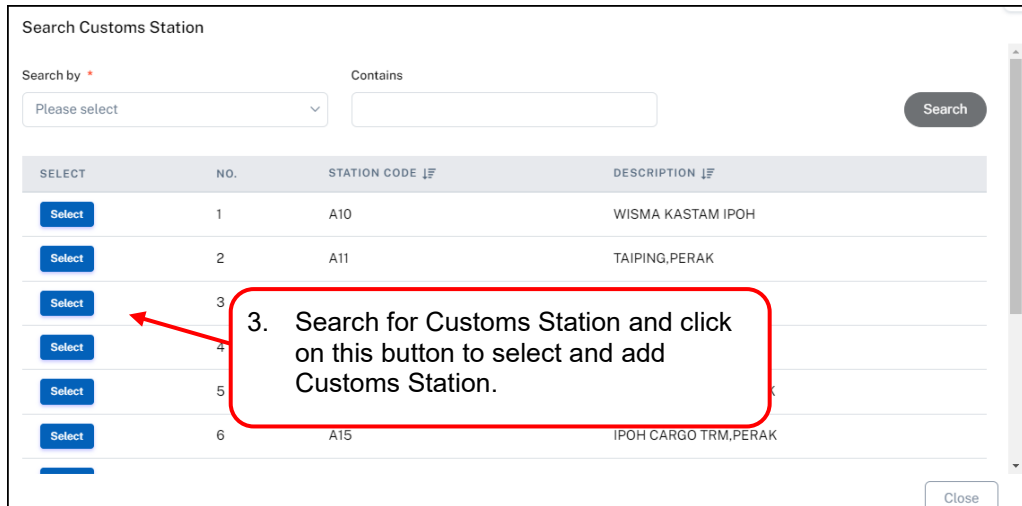 Search Customs Station
Search by * Contains
Please select
Search
SELECT NO. STATION CODE DESCRIPTION
Select 1 A10 WISMA KASTAM IPOH
Select 2 A11 TAIPING,PERAK
Select 3
Select 4
Select 5
Select 6 A15 IPOH CARGO TRM,PERAK
3. Search for Customs Station and click
on this button to select and add
Customs Station.
Close